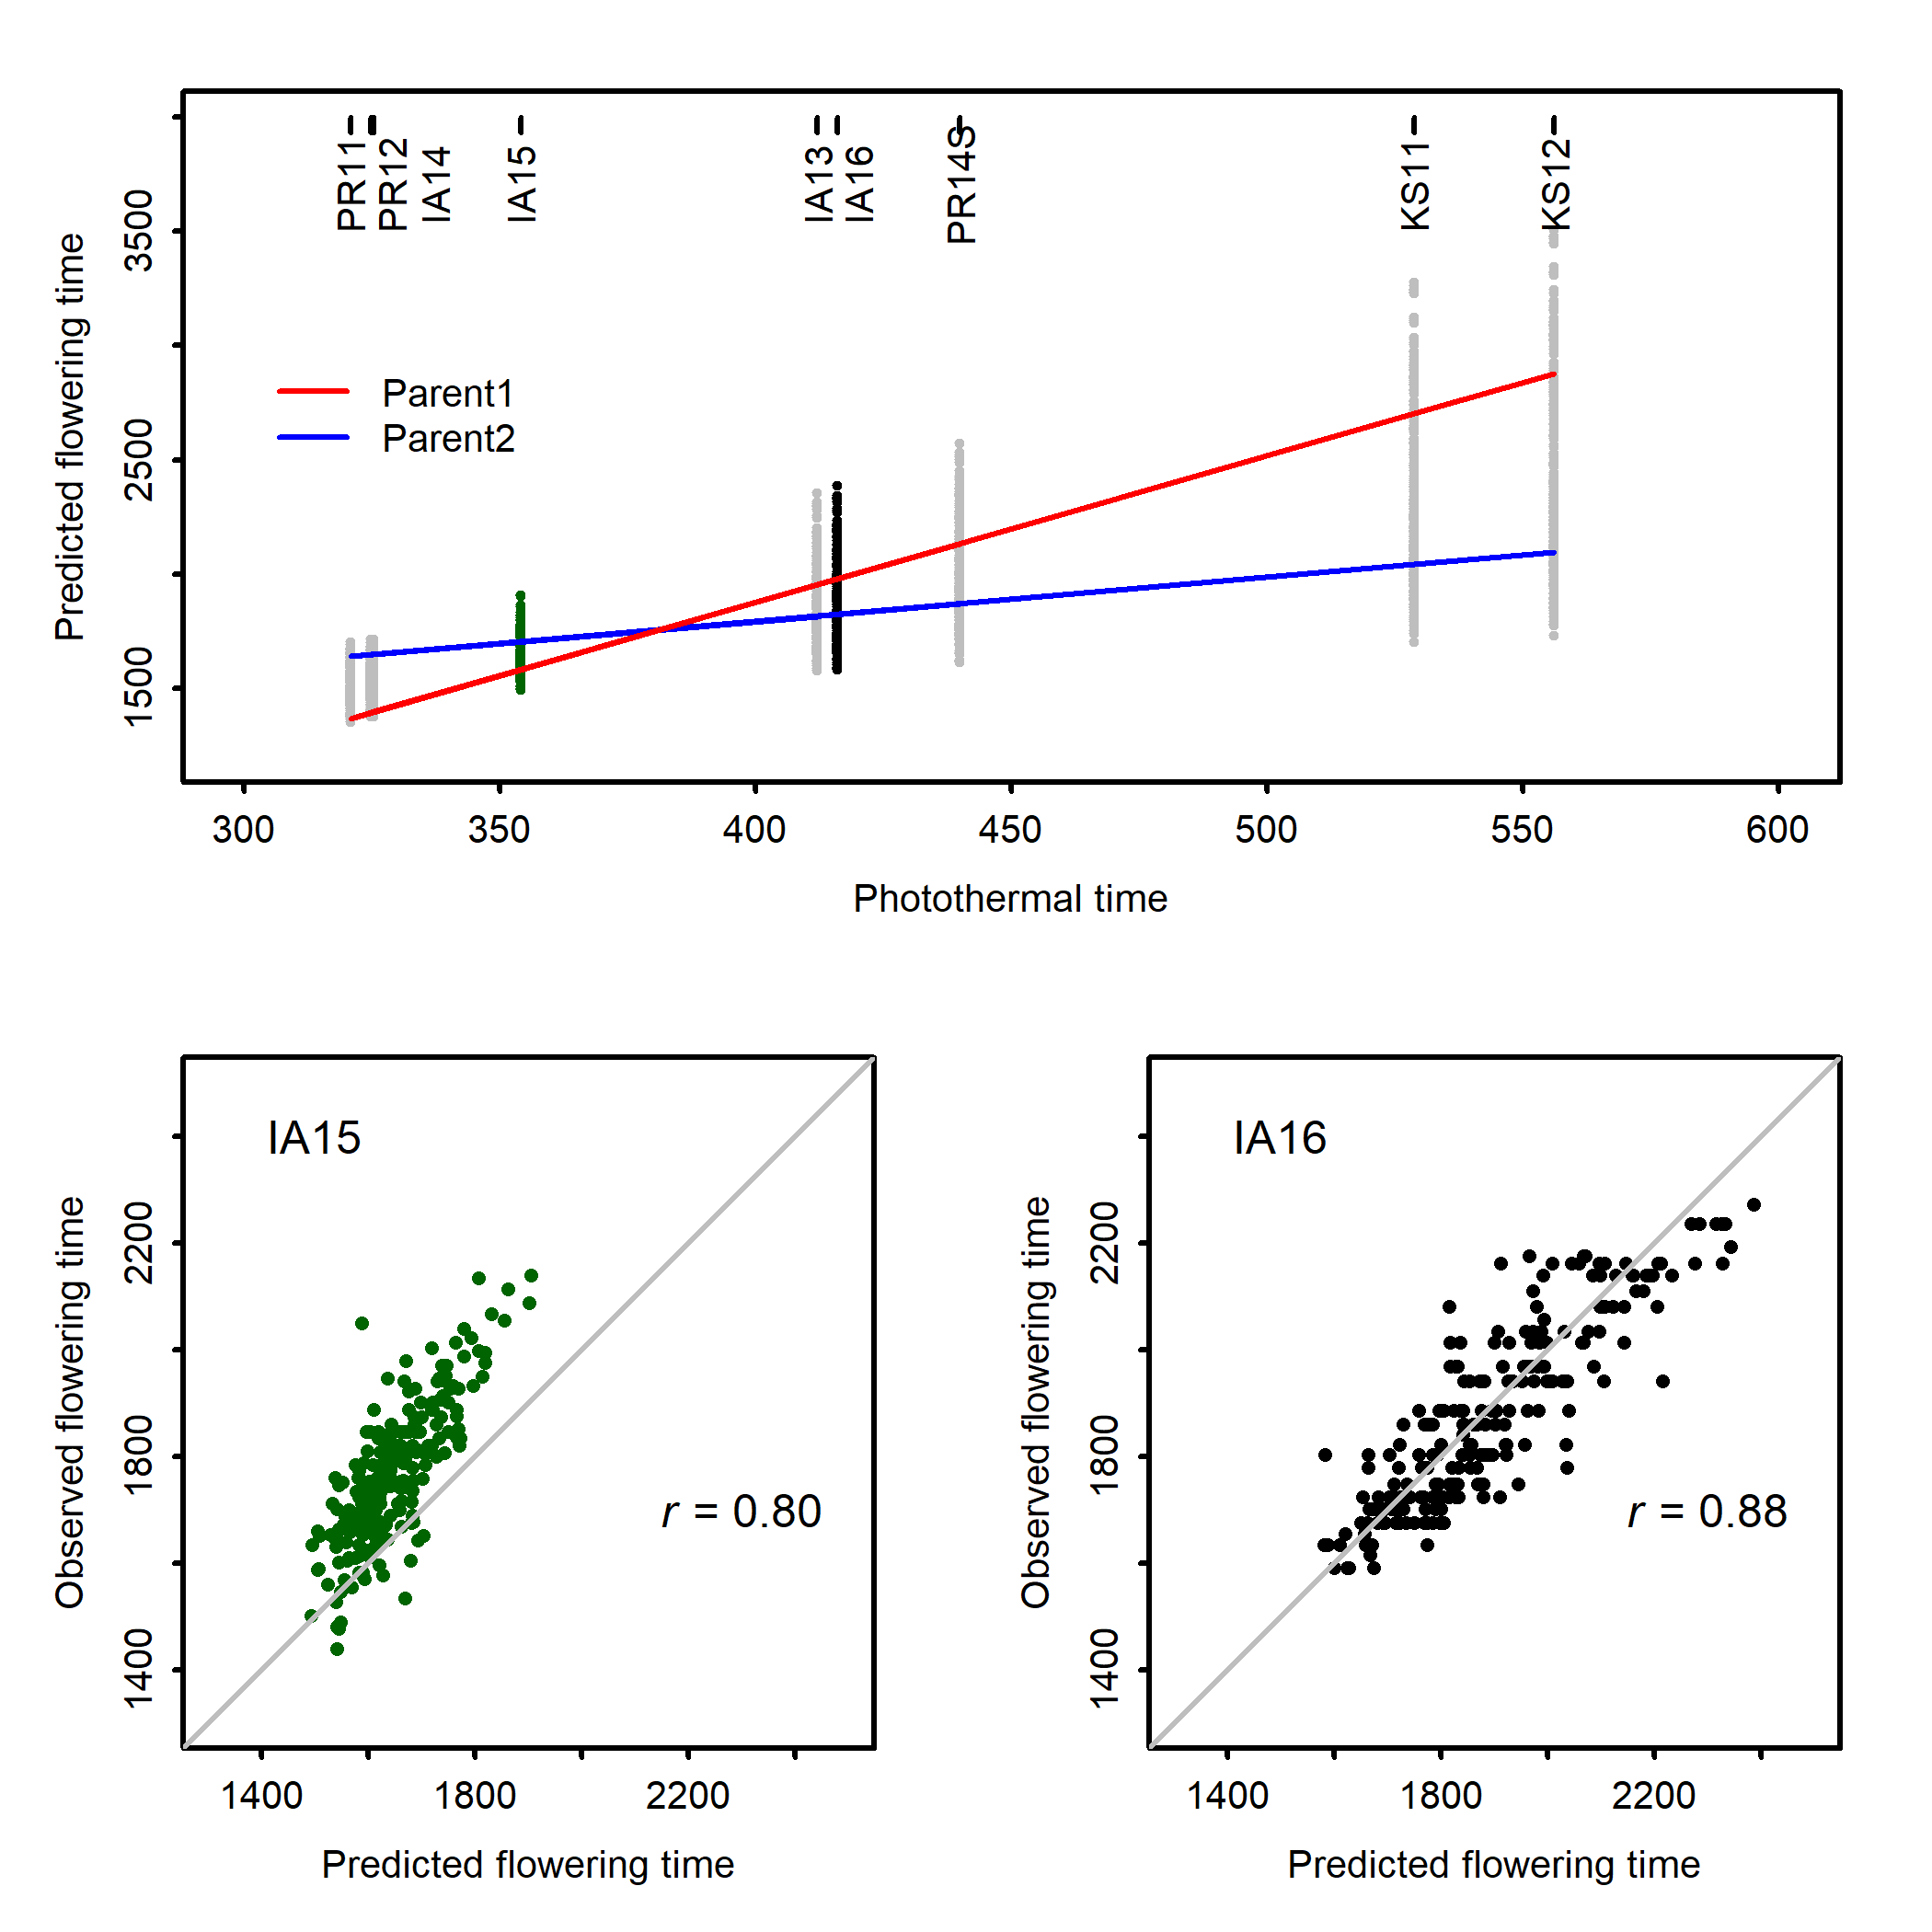 PR11
PR12
IA14
IA15
IA13
IA16
PR14S
KS11
KS12
3500
2500
1500
Predicted flowering time
Parent1
Parent2
300 350 400 450 500 550 600
Photothermal time
IA15
r = 0.80
2200
1800
1400
Observed flowering time
1400 1800 2200
Predicted flowering time
IA16
r = 0.88
2200
1800
1400
Observed flowering time
1400 1800 2200
Predicted flowering time